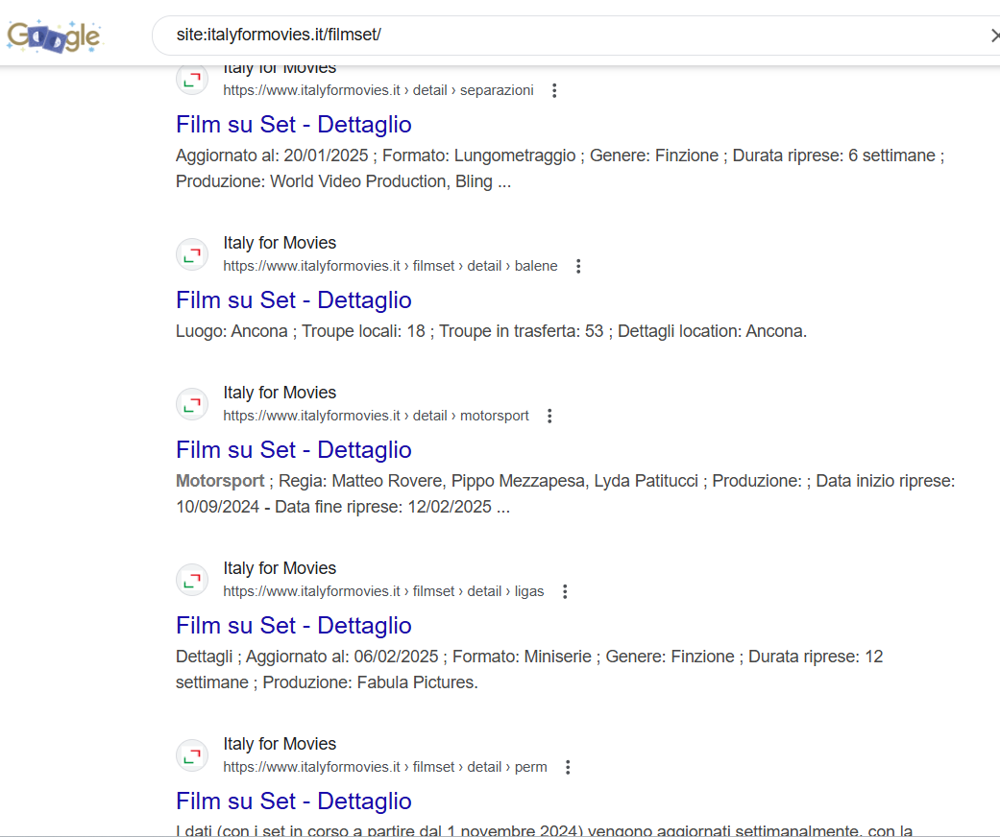 Google
site:italyformovies.it/filmset/
Italy for Movies
https://www.italyformovies.it › detail › separazioni
Film su Set - Dettaglio
Aggiornato al: 20/01/2025 ; Formato: Lungometraggio ; Genere: Finzione ; Durata riprese: 6 settimane ;
Produzione: World Video Production, Bling ...
Italy for Movies
https://www.italyformovies.it › filmset › detail › balene
Film su Set - Dettaglio
Luogo: Ancona ; Troupe locali: 18 ; Troupe in trasferta: 53 ; Dettagli location: Ancona.
Italy for Movies
https://www.italyformovies.it › detail › motorsport
Film su Set - Dettaglio
Motorsport ; Regia: Matteo Rovere, Pippo Mezzapesa, Lyda Patitucci ; Produzione: ; Data inizio riprese:
10/09/2024 - Data fine riprese: 12/02/2025 ...
Italy for Movies
https://www.italyformovies.it › filmset › detail › ligas
Film su Set - Dettaglio
Dettagli ; Aggiornato al: 06/02/2025 ; Formato: Miniserie ; Genere: Finzione ; Durata riprese: 12
settimane ; Produzione: Fabula Pictures.
Italy for Movies
https://www.italyformovies.it › filmset › detail › perm
Film su Set - Dettaglio
I dati (con i set in corso a partire dal 1 novembre 2024) vengono aggiornati settimanalmente, con la